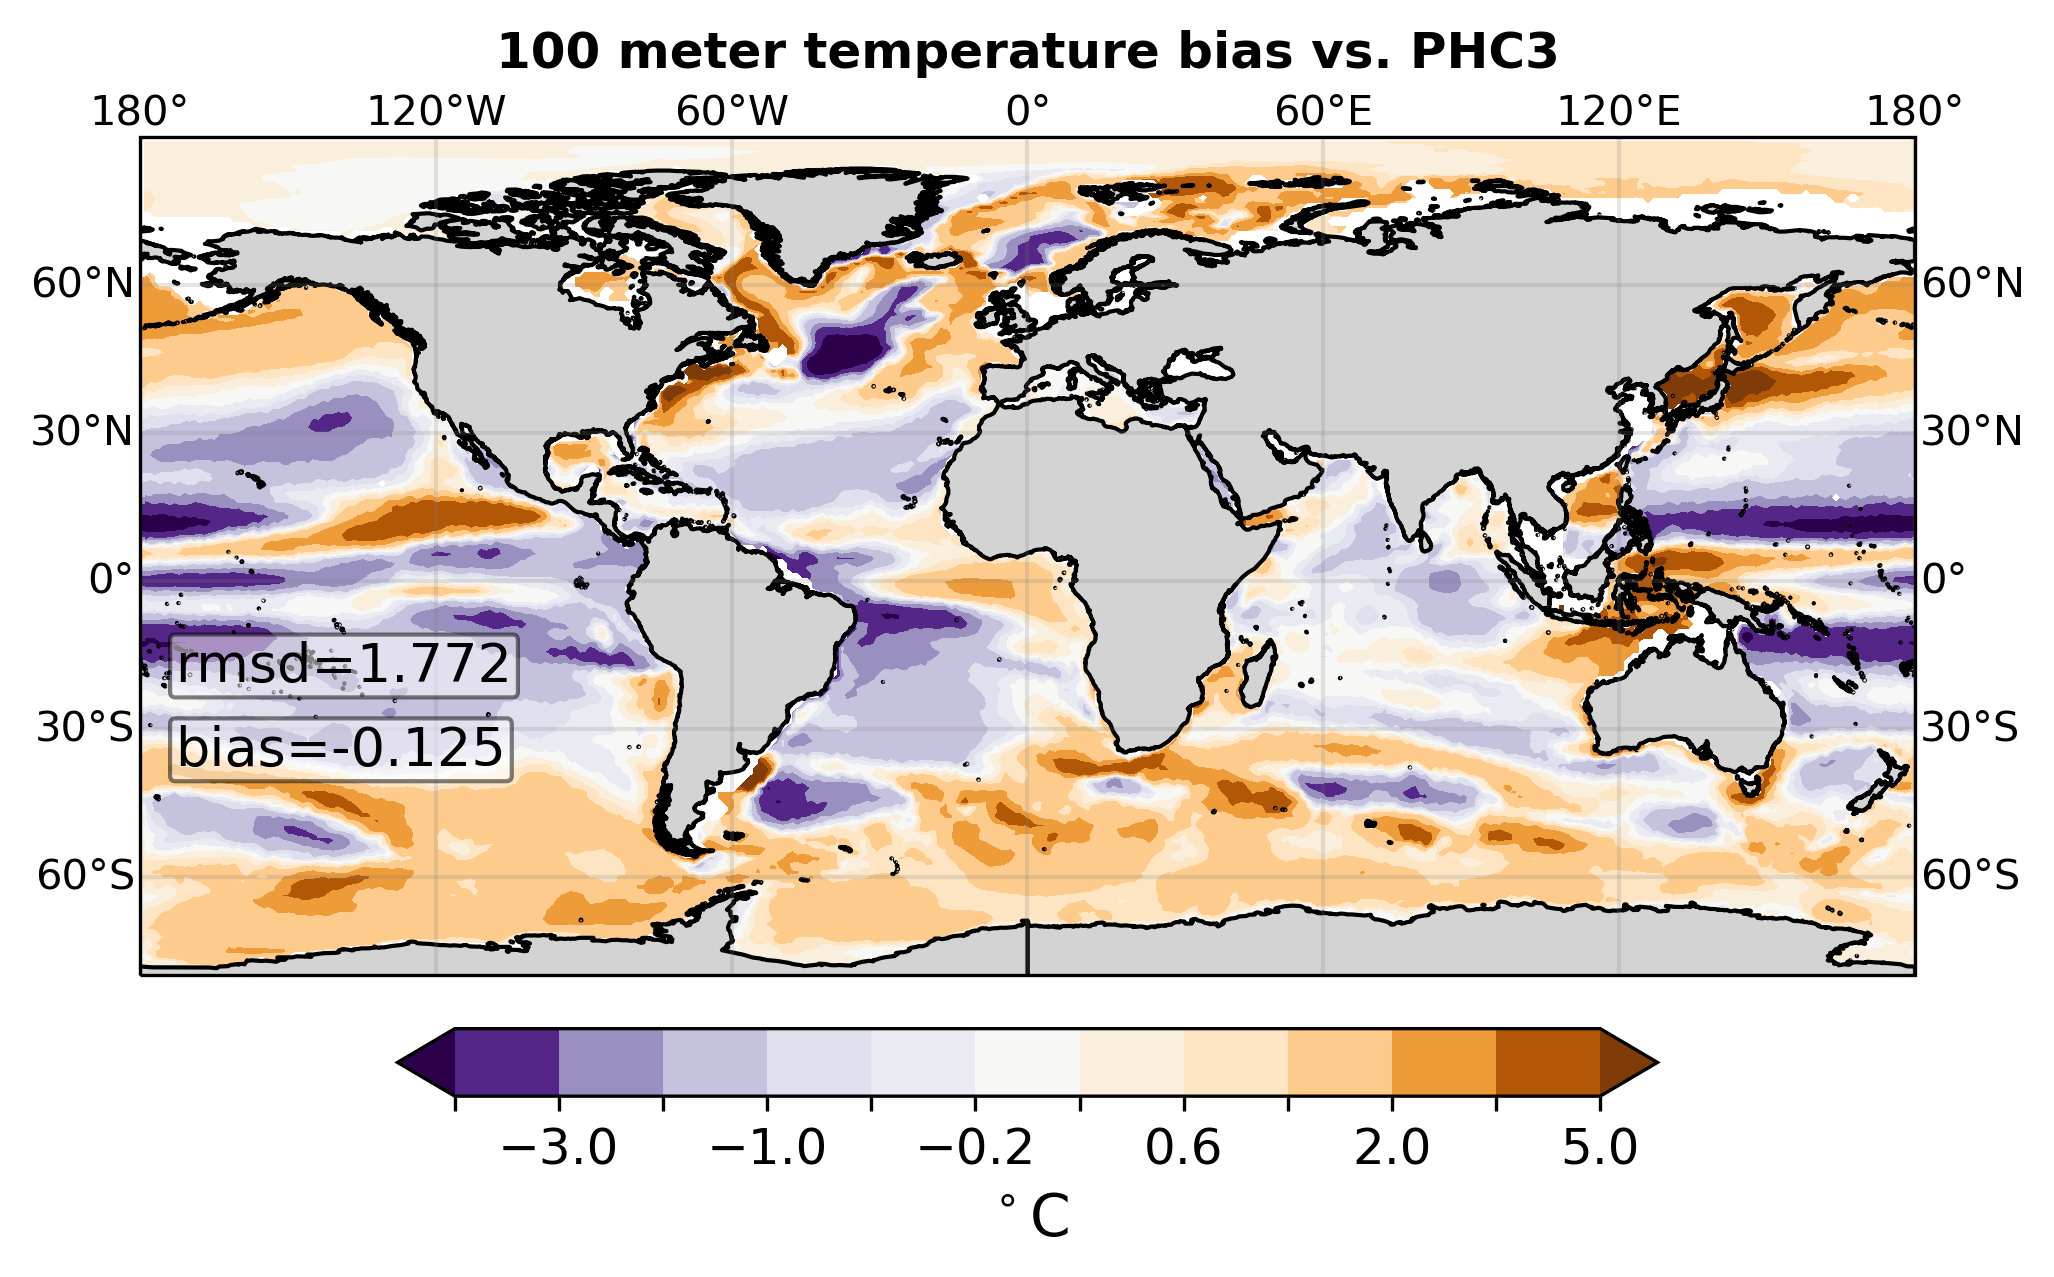 100 meter temperature bias vs. PHC3
180° 120°W 60°W 0° 60°E 120°E 180°
60°N 60°N
30°N 30°N
0° 0°
rmsd=1.772
30°S 30°S
bias=-0.125
60°S 60°S
−3.0 −1.0 −0.2 0.6 2.0 5.0
°C